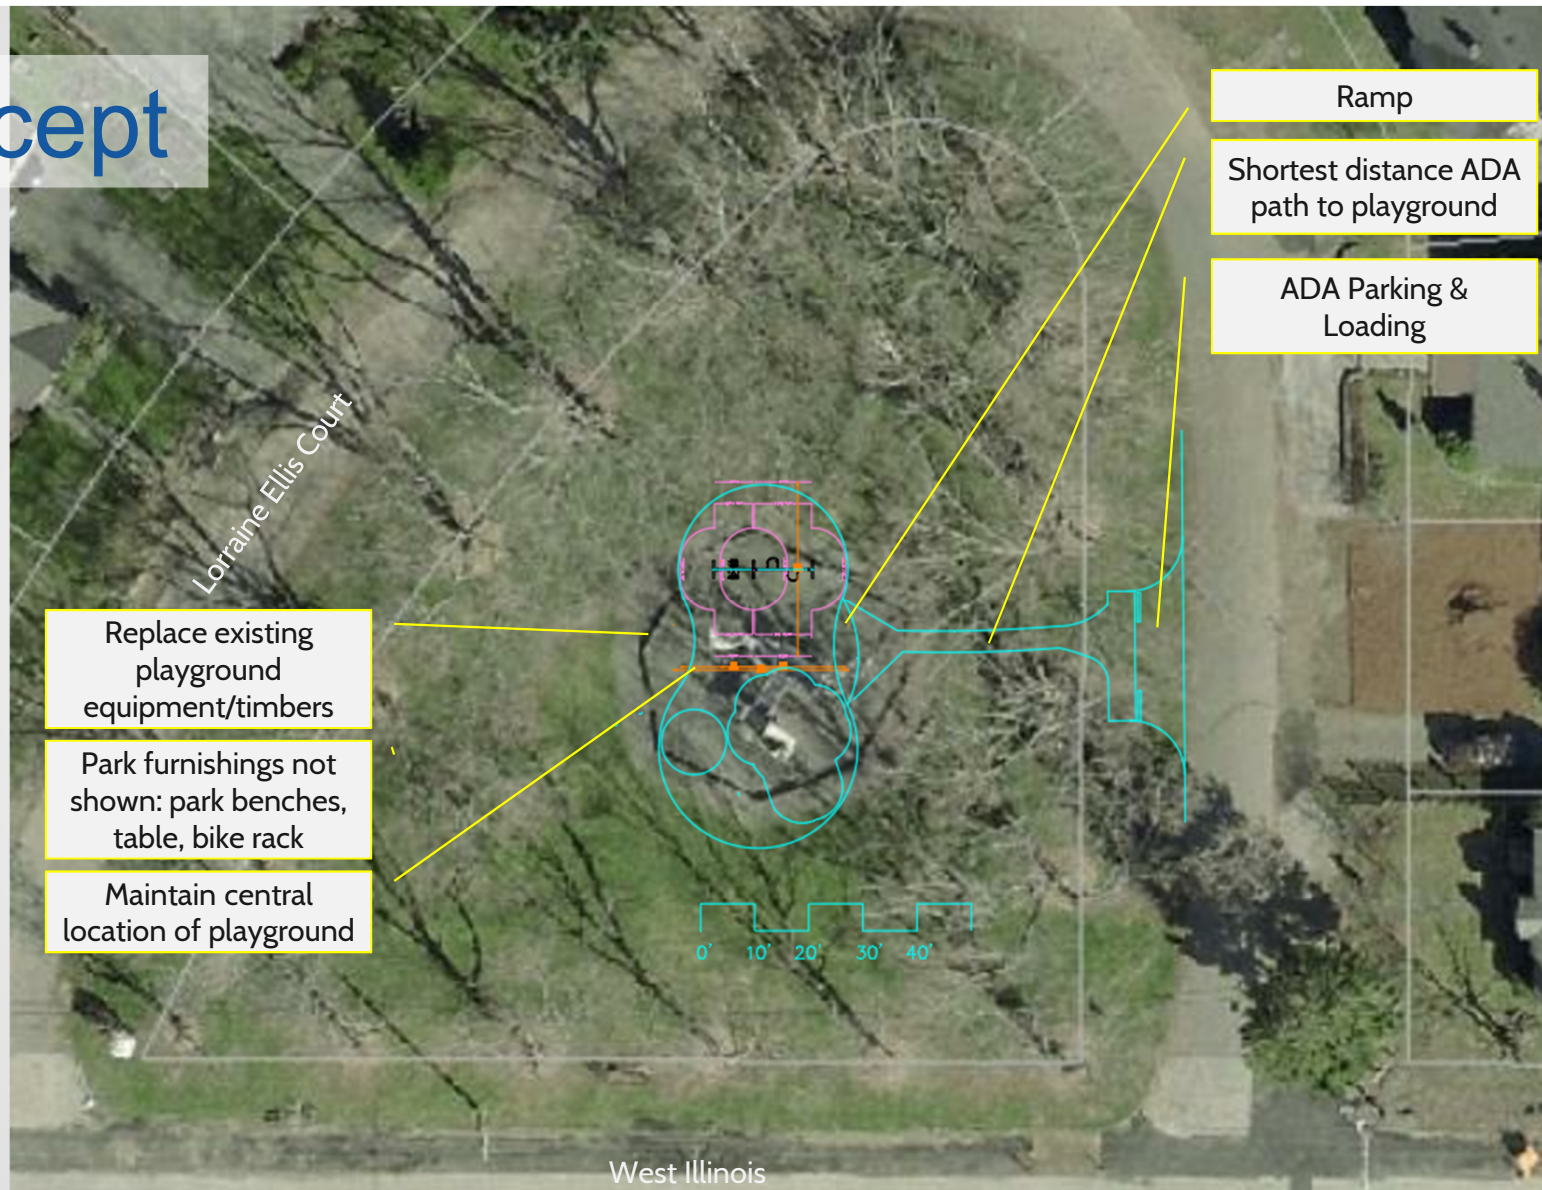 cept
Ramp
Shortest distance ADA
path to playground
ADA Parking &
Loading
Lorraine Ellis Court
Replace existing
playground
equipment/timbers
Park furnishings not
shown: park benches,
table, bike rack
Maintain central
location of playground
0' 10' 20' 30' 40'
West Illinois